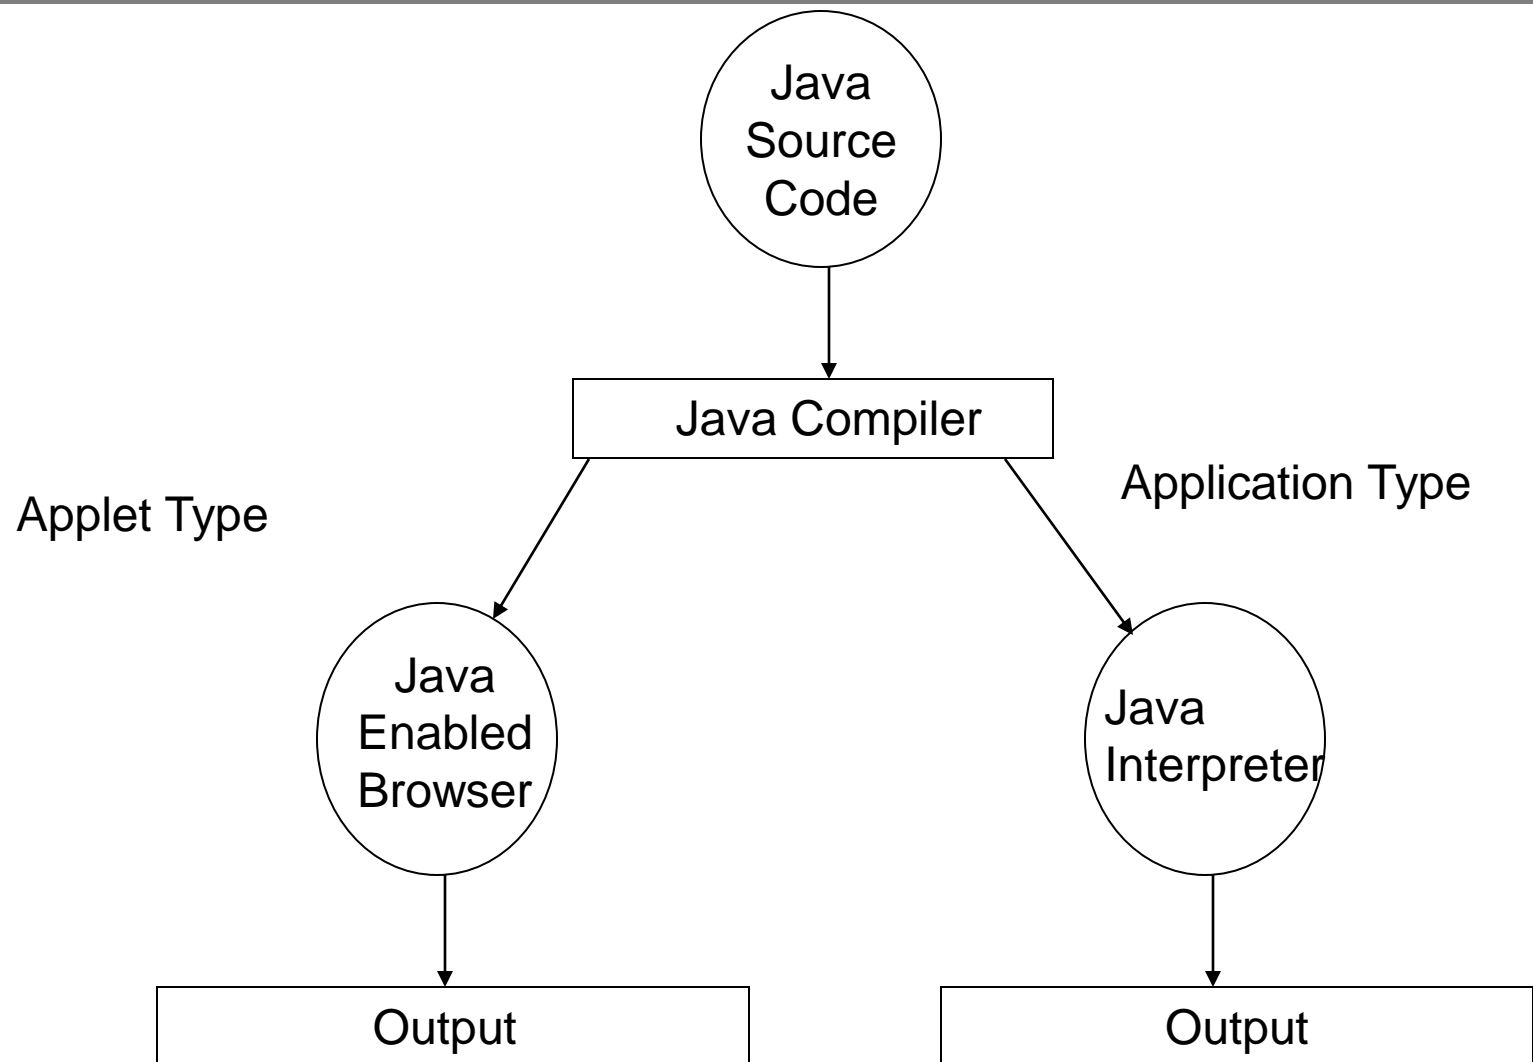 Java
Source
Code
Java Compiler
Applet Type
Application Type
Java
Enabled
Browser
Java
Interpreter
Output
Output